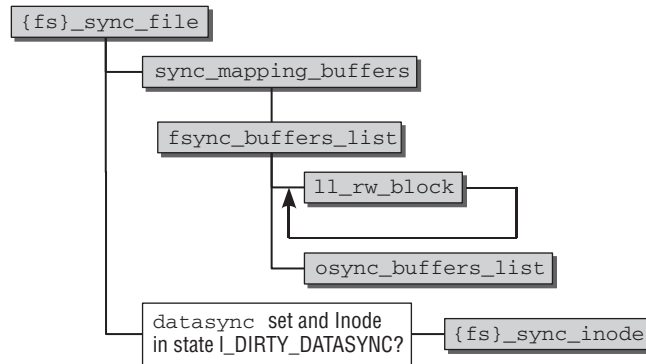 {fs}_sync_file
sync_mapping_buffers
fsync_buffers_list
ll_rw_block
osync_buffers_list
datasync set and Inode
in state I_DIRTY_DATASYNC?
{fs}_sync_inode